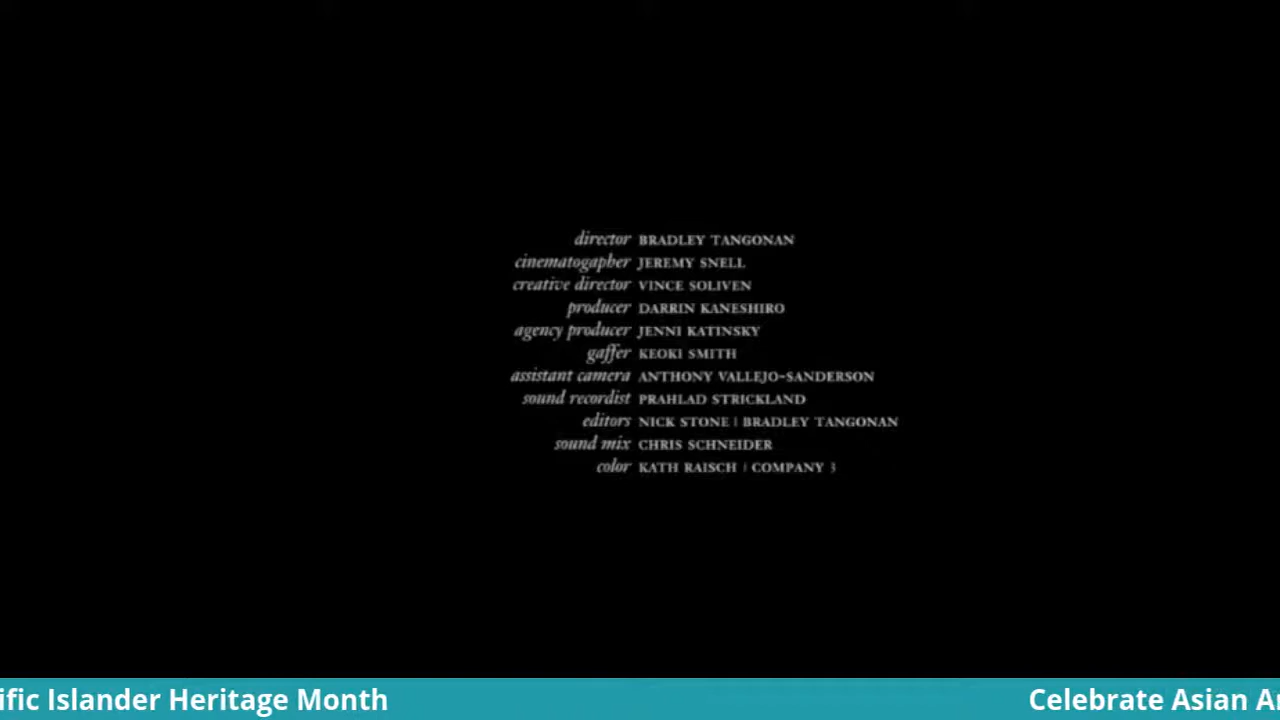 director BRADLEY TANGONAN
cinematogapher JEREMY SNELL
creative director VINCE SOLIVEN
producer DARRIN KANESHIRO
agency producer JENNI KATINSKY
gaffer KEOKI SMITH
assistant camera ANTHONY VALLEJO-SANDERSON
sound recordist PRAHLAD STRICKLAND
editors NICK STONE | BRADLEY TANGONAN
sound mix CHRIS SCHNEIDER
color KATH RAISCH | COMPANY 3
ific Islander Heritage Month Celebrate Asian A